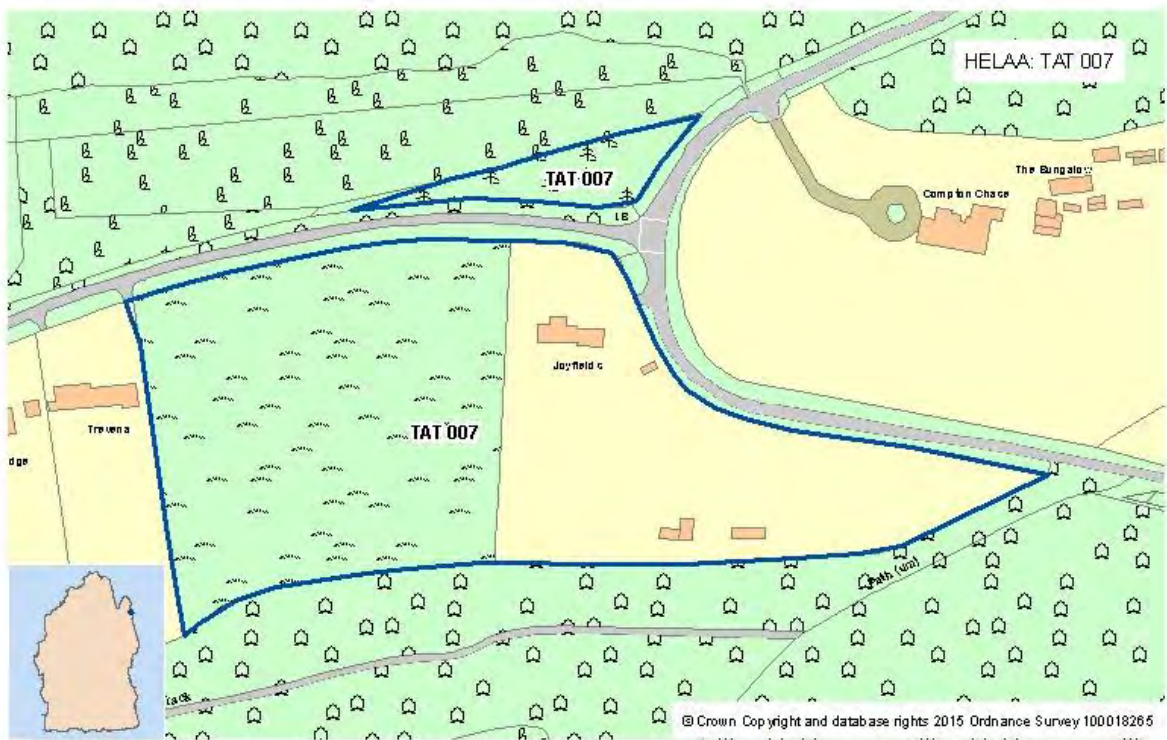 HELAA: TAT 007
The Bungalow
TAT 007
Compton Chase
LB
Joyfield c
Trevena
TAT 007
dge
Path (um)
Track
© Crown Copyright and database rights 2015 Ordnance Survey 100018265